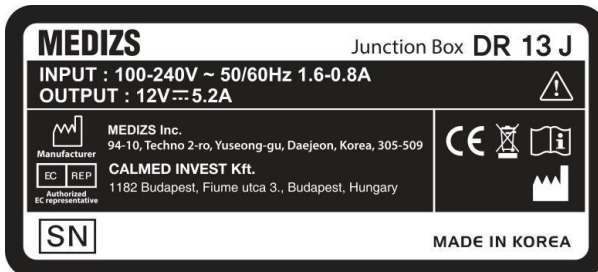 MEDIZS
Junction Box DR 13 J
INPUT : 100-240V ~ 50/60Hz 1.6-0.8A
OUTPUT : 12V⎓5.2A
Manufacturer
MEDIZS Inc.
94-10, Techno 2-ro, Yuseong-gu, Daejeon, Korea, 305-509
EC REP
Authorized
EC representative
CALMED INVEST Kft.
1182 Budapest, Fiume utca 3., Budapest, Hungary
CE
SN
MADE IN KOREA